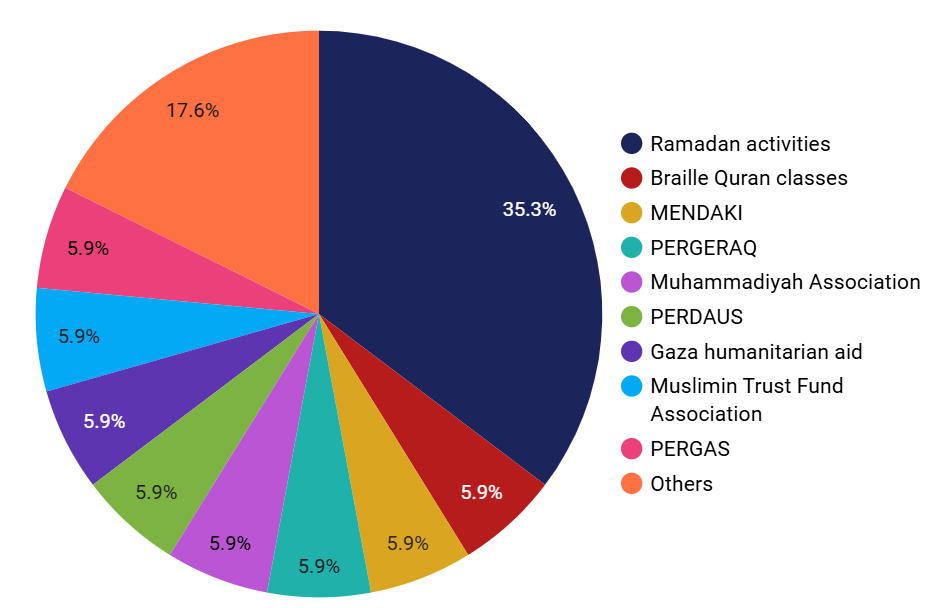 17.6%
35.3%
5.9%
5.9%
5.9%
5.9%
5.9%
5.9%
5.9%
5.9%
Ramadan activities
Braille Quran classes
MENDAKI
PERGERAQ
Muhammadiyah Association
PERDAUS
Gaza humanitarian aid
Muslimin Trust Fund
Association
PERGAS
Others